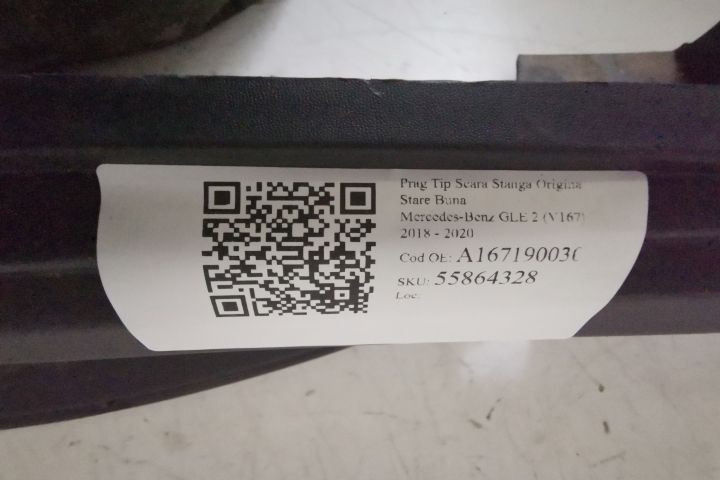 Prag Tip Scara Stanga Origina
Stare Buna
Mercedes-Benz GLE 2 (V167)
2018 - 2020
Cod OE: A167190036
SKU: 55864328
Loc: